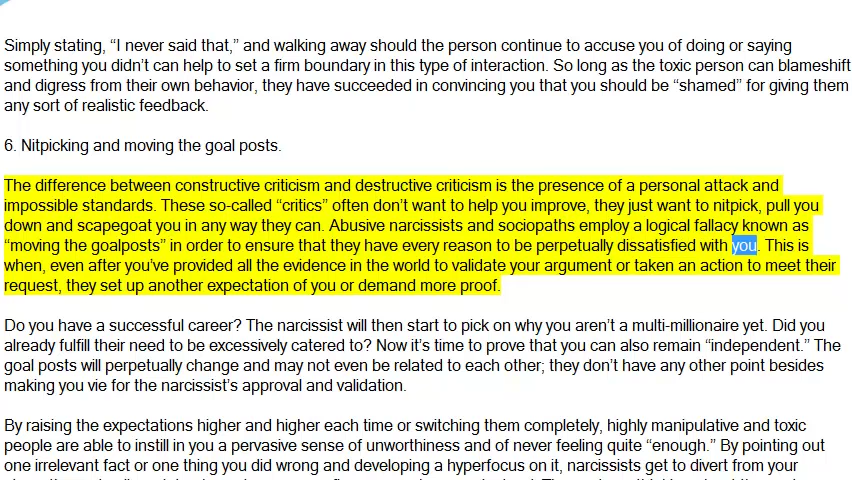 Simply stating, “I never said that,” and walking away should the person continue to accuse you of doing or saying
something you didn’t can help to set a firm boundary in this type of interaction. So long as the toxic person can blameshift
and digress from their own behavior, they have succeeded in convincing you that you should be “shamed” for giving them
any sort of realistic feedback.
6. Nitpicking and moving the goal posts.
The difference between constructive criticism and destructive criticism is the presence of a personal attack and
impossible standards. These so-called “critics” often don’t want to help you improve, they just want to nitpick, pull you
down and scapegoat you in any way they can. Abusive narcissists and sociopaths employ a logical fallacy known as
“moving the goalposts” in order to ensure that they have every reason to be perpetually dissatisfied with you. This is
when, even after you’ve provided all the evidence in the world to validate your argument or taken an action to meet their
request, they set up another expectation of you or demand more proof.
Do you have a successful career? The narcissist will then start to pick on why you aren’t a multi-millionaire yet. Did you
already fulfill their need to be excessively catered to? Now it’s time to prove that you can also remain “independent.” The
goal posts will perpetually change and may not even be related to each other; they don’t have any other point besides
making you vie for the narcissist’s approval and validation.
By raising the expectations higher and higher each time or switching them completely, highly manipulative and toxic
people are able to instill in you a pervasive sense of unworthiness and of never feeling quite “enough.” By pointing out
one irrelevant fact or one thing you did wrong and developing a hyperfocus on it, narcissists get to divert from your